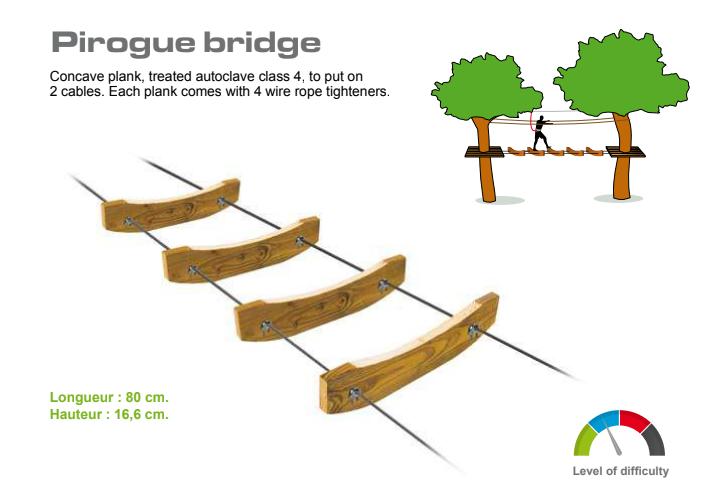 Pirogue bridge
Concave plank, treated autoclave class 4, to put on
2 cables. Each plank comes with 4 wire rope tighteners.
Longueur : 80 cm.
Hauteur : 16,6 cm.
Level of difficulty